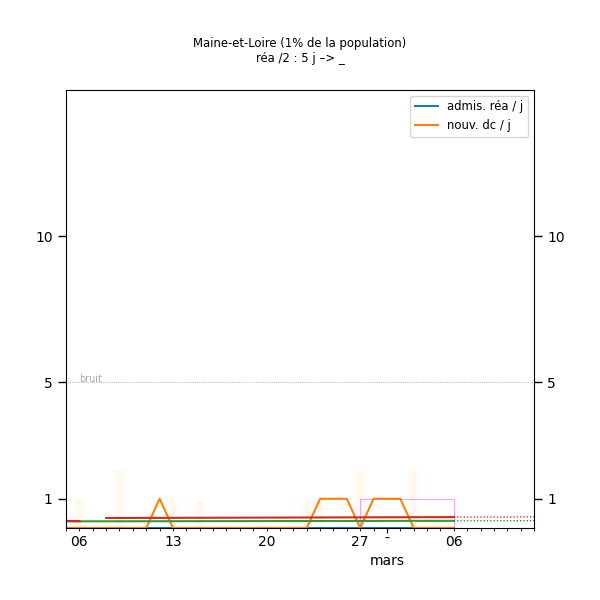 Maine-et-Loire (1% de la population)
réa /2 : 5 j –> _
admis. réa / j
nouv. dc / j
10 10
bruit
5 5
1 1
06 13 20 27 - 06
mars